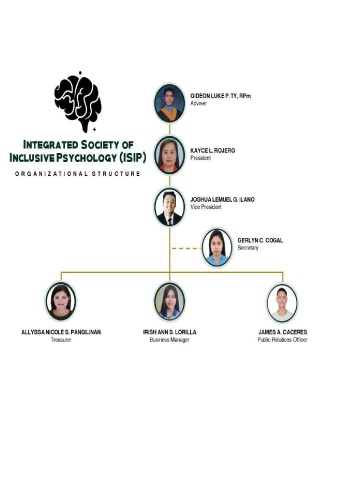 INTEGRATED SOCIETY OF
INCLUSIVE PSYCHOLOGY (ISIP)
ORGANIZATIONAL STRUCTURE
GIDEON LUKE P. TY, RPm
Adviser
KAYCE L. ROJERO
President
JOSHUA LEMUEL G. ILANO
Vice President
GERLYN C. COGAL
Secretary
ALLYSSA NICOLE S. PANGILINAN
Treasurer
IRISH ANN S. LORILLA
Business Manager
JAMES A. CACERES
Public Relations Officer